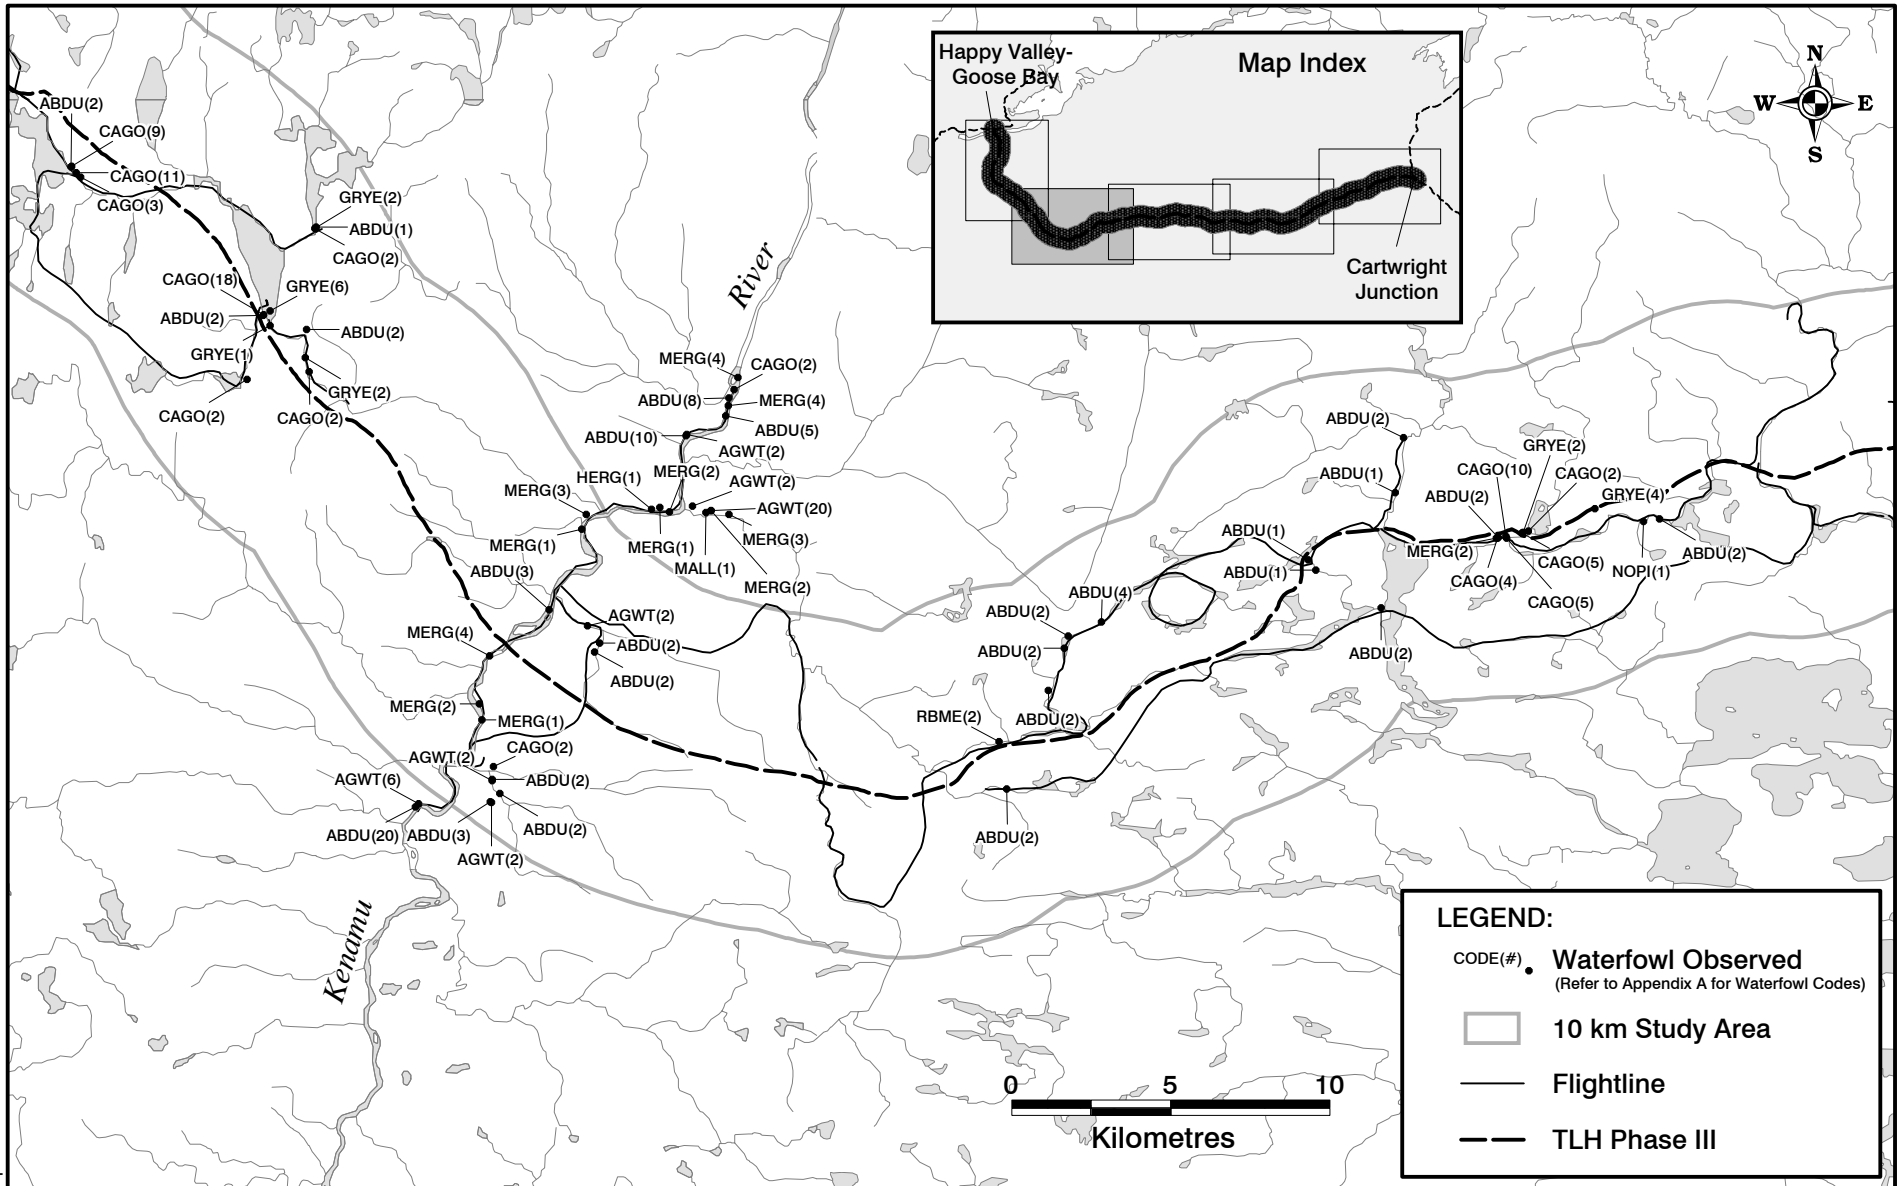 Happy Valley-
Goose Bay
Map Index
Cartwright
Junction
N
W
E
S
ABDU(2)
CAGO(9)
CAGO(11)
CAGO(3)
GRYE(2)
ABDU(1)
CAGO(2)
CAGO(18)
GRYE(6)
ABDU(2)
ABDU(2)
GRYE(1)
GRYE(2)
CAGO(2)
CAGO(2)
River
MERG(4)
CAGO(2)
ABDU(8)
MERG(4)
ABDU(5)
ABDU(10)
AGWT(2)
MERG(2)
HERG(1)
AGWT(2)
MERG(3)
AGWT(20)
MERG(3)
MERG(1)
MERG(1)
MALL(1)
MERG(2)
ABDU(3)
AGWT(2)
MERG(4)
ABDU(2)
ABDU(2)
MERG(2)
MERG(1)
CAGO(2)
AGWT(2)
AGWT(6)
ABDU(2)
ABDU(20)
ABDU(3)
ABDU(2)
AGWT(2)
Kenamu
ABDU(2)
ABDU(1)
GRYE(2)
CAGO(10)
CAGO(2)
ABDU(2)
GRYE(4)
ABDU(1)
MERG(2)
ABDU(2)
ABDU(1)
CAGO(5)
NOPI(1)
CAGO(4)
CAGO(5)
ABDU(4)
ABDU(2)
ABDU(2)
ABDU(2)
RBME(2)
ABDU(2)
ABDU(2)
0 5 10
Kilometres
LEGEND:
CODE(#)
Waterfowl Observed
(Refer to Appendix A for Waterfowl Codes)
10 km Study Area
Flightline
TLH Phase III